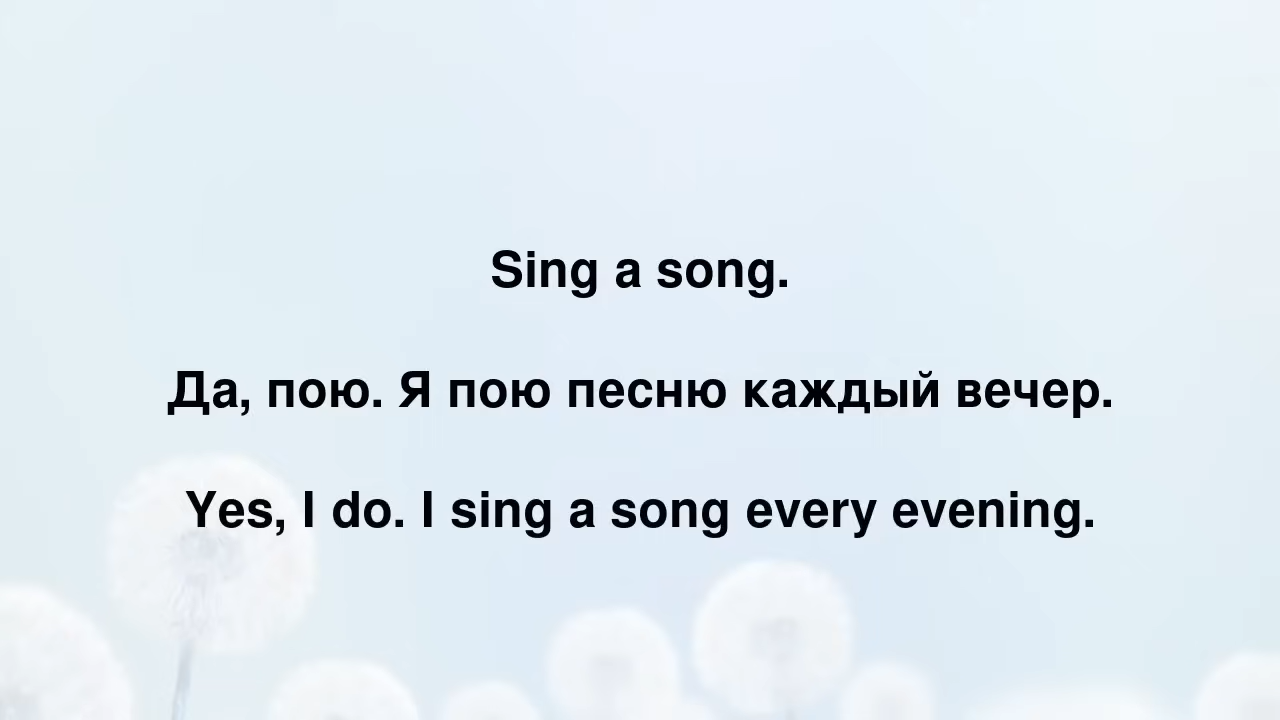 Sing a song.
Да, пою. Я пою песню каждый вечер.
Yes, I do. I sing a song every evening.